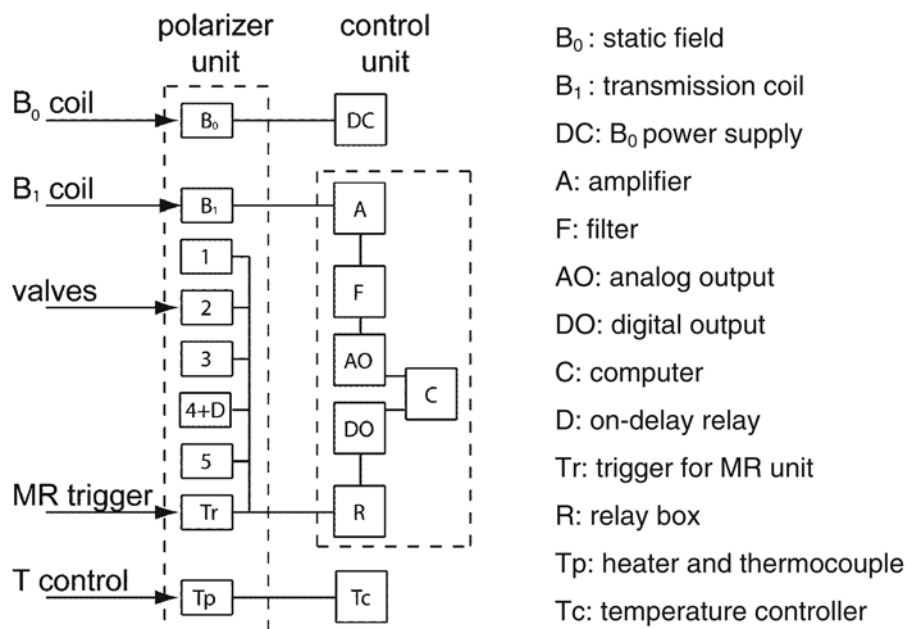 polarizer unit
control unit
B₀ coil
B₀
DC
B₁ coil
B₁
A
1
F
valves
2
3
AO
C
4+D
DO
5
MR trigger
Tr
R
T control
Tp
Tc
B₀ : static field
B₁ : transmission coil
DC: B₀ power supply
A: amplifier
F: filter
AO: analog output
DO: digital output
C: computer
D: on-delay relay
Tr: trigger for MR unit
R: relay box
Tp: heater and thermocouple
Tc: temperature controller